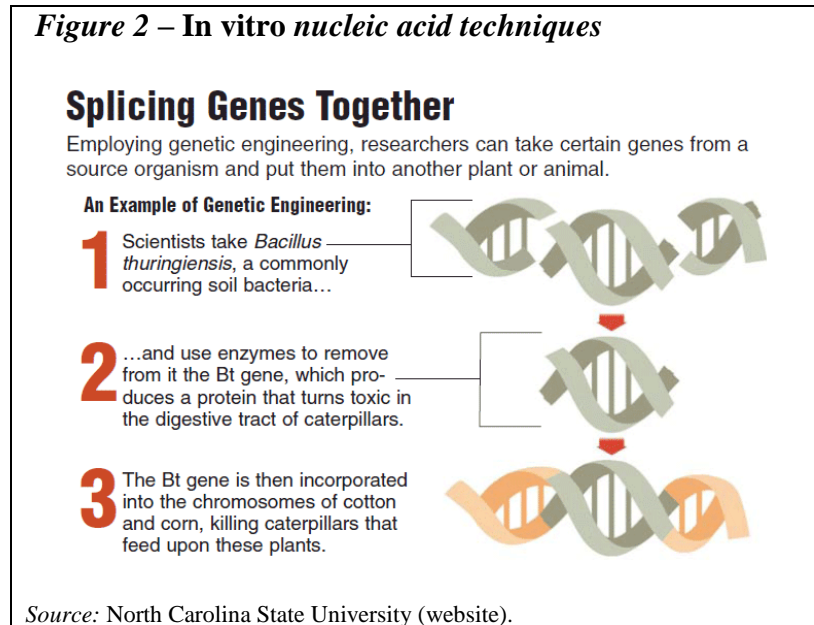 Figure 2 – In vitro nucleic acid techniques
Splicing Genes Together
Employing genetic engineering, researchers can take certain genes from a
source organism and put them into another plant or animal.
An Example of Genetic Engineering:
1 Scientists take Bacillus
thuringiensis, a commonly
occurring soil bacteria…
2 …and use enzymes to remove
from it the Bt gene, which pro-
duces a protein that turns toxic in
the digestive tract of caterpillars.
3 The Bt gene is then incorporated
into the chromosomes of cotton
and corn, killing caterpillars that
feed upon these plants.
Source: North Carolina State University (website).